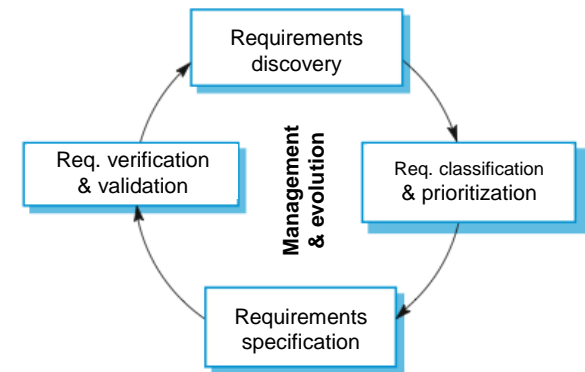 Requirements
discovery
Req. classification
& prioritization
Requirements
specification
Req. verification
& validation
Management
& evolution